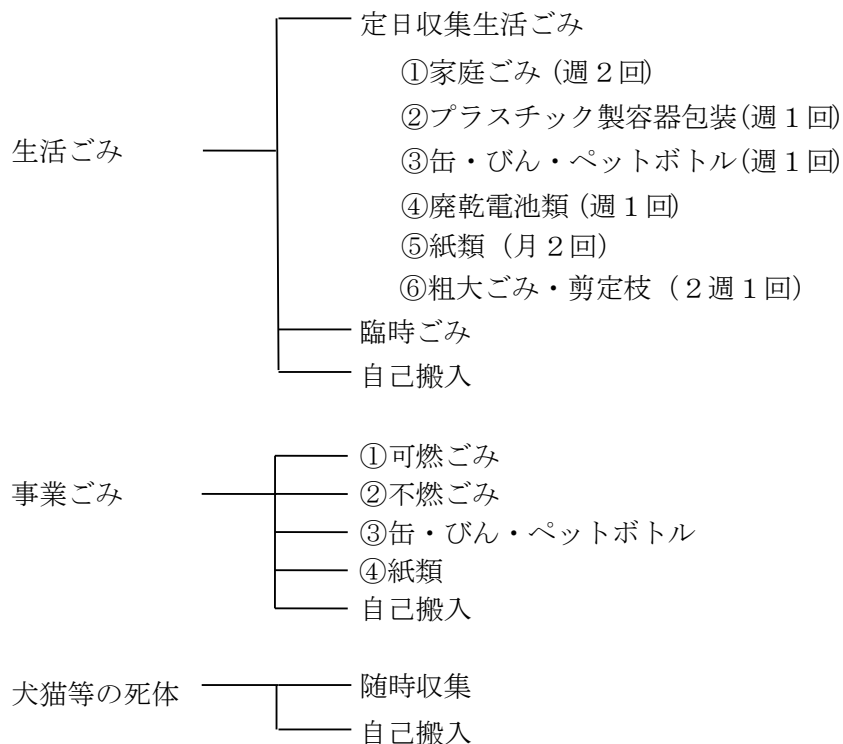 定日収集生活ごみ
①家庭ごみ（週２回）
②プラスチック製容器包装（週１回）
生活ごみ
③缶・びん・ペットボトル（週１回）
④廃乾電池類（週１回）
⑤紙類（月２回）
⑥粗大ごみ・剪定枝（２週１回）
臨時ごみ
自己搬入
①可燃ごみ
事業ごみ
②不燃ごみ
③缶・びん・ペットボトル
④紙類
自己搬入
犬猫等の死体
随時収集
自己搬入